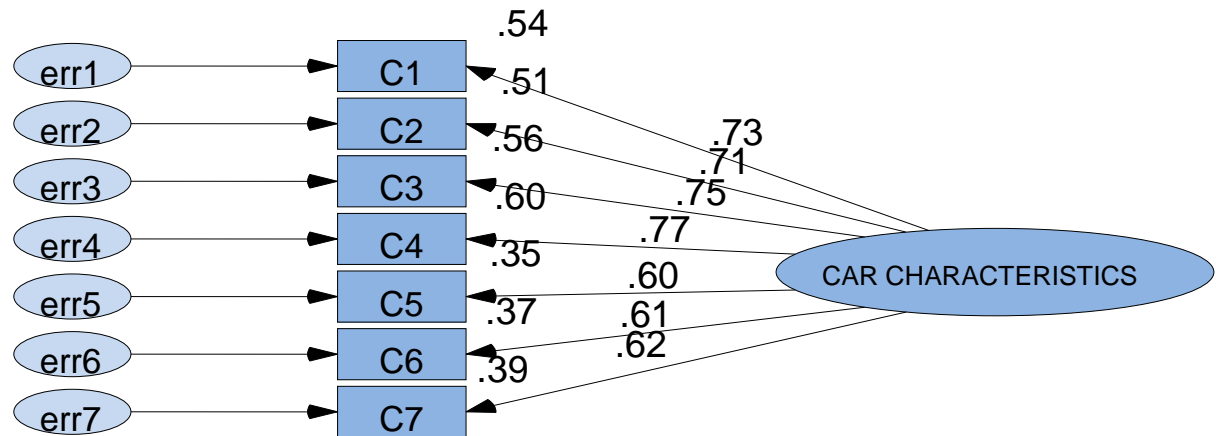 .54
err1 C1
.51
.73
err2 C2
.56
.71
.75
err3 C3
.60
.77
err4 C4
.35
CAR CHARACTERISTICS
.60
err5 C5
.37
.61
.62
err6 C6
.39
err7 C7